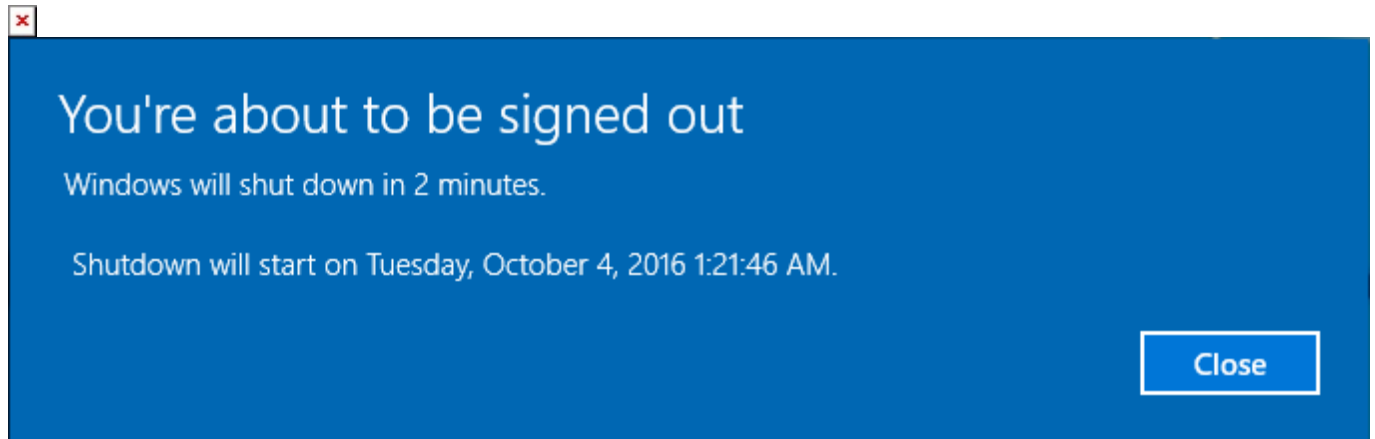 You're about to be signed out
Windows will shut down in 2 minutes.
Shutdown will start on Tuesday, October 4, 2016 1:21:46 AM.
Close